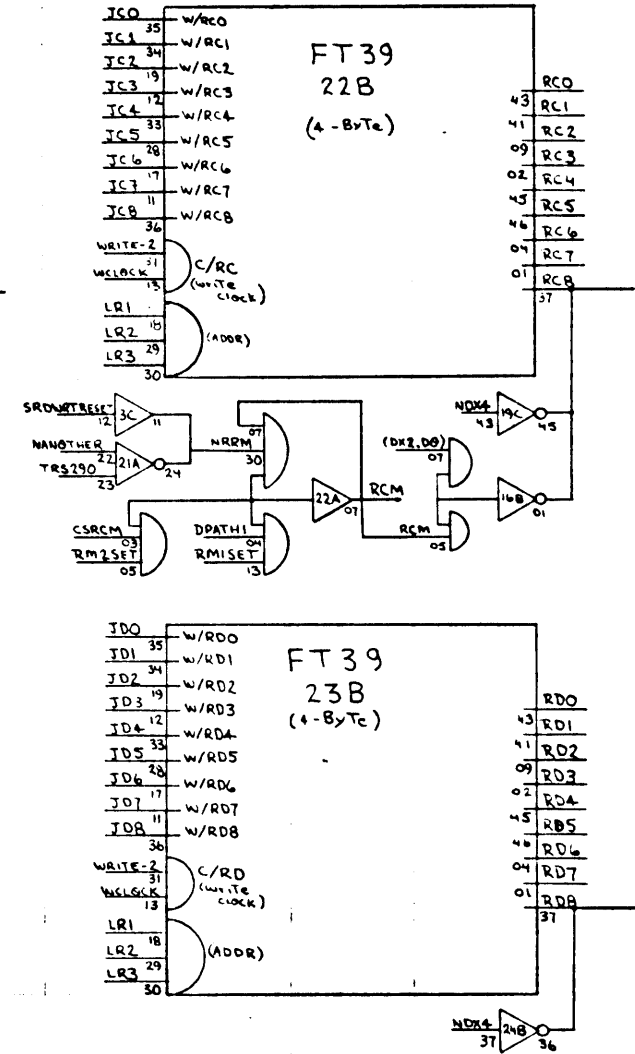 JC0 35 W/RC0
JC1 34 W/RC1
JC2 19 W/RC2
JC3 12 W/RC3
JC4 33 W/RC4
JC5 28 W/RC5
JC6 17 W/RC6
JC7 11 W/RC7
JC8 36 W/RC8
FT39
22B
(4-ByTe)
RC0 43
RC1 41
RC2 09
RC3 02
RC4 45
RC5 46
RC6 04
RC7 01
RC8 37
WRITE-2 31
WCLOCK 13
C/RC
(WriTe
CLOCK)
LR1 18
LR2 29
LR3 30
(ADDR)
SRDWRTRESET 12 3C 11
NANOTHER 22 21A 24
TRS290 23
07
NRRM 30
CSRCM 03
RM2SET 05
DPATH1 04
RM1SET 13
22A 07 RCM
(DX2,D0) 07
RCM 05
NDX4 43 19C 45
16B 01
JD0 35 W/RD0
JD1 34 W/RD1
JD2 19 W/RD2
JD3 12 W/RD3
JD4 33 W/RD4
JD5 28 W/RD5
JD6 17 W/RD6
JD7 11 W/RD7
JD8 36 W/RD8
FT39
23B
(4-ByTe)
RD0 43
RD1 41
RD2 09
RD3 02
RD4 45
RD5 46
RD6 04
RD7 01
RD8 37
WRITE-2 31
WCLOCK 13
C/RD
(WriTe
CLOCK)
LR1 18
LR2 29
LR3 30
(ADDR)
NDX4 37 24B 36